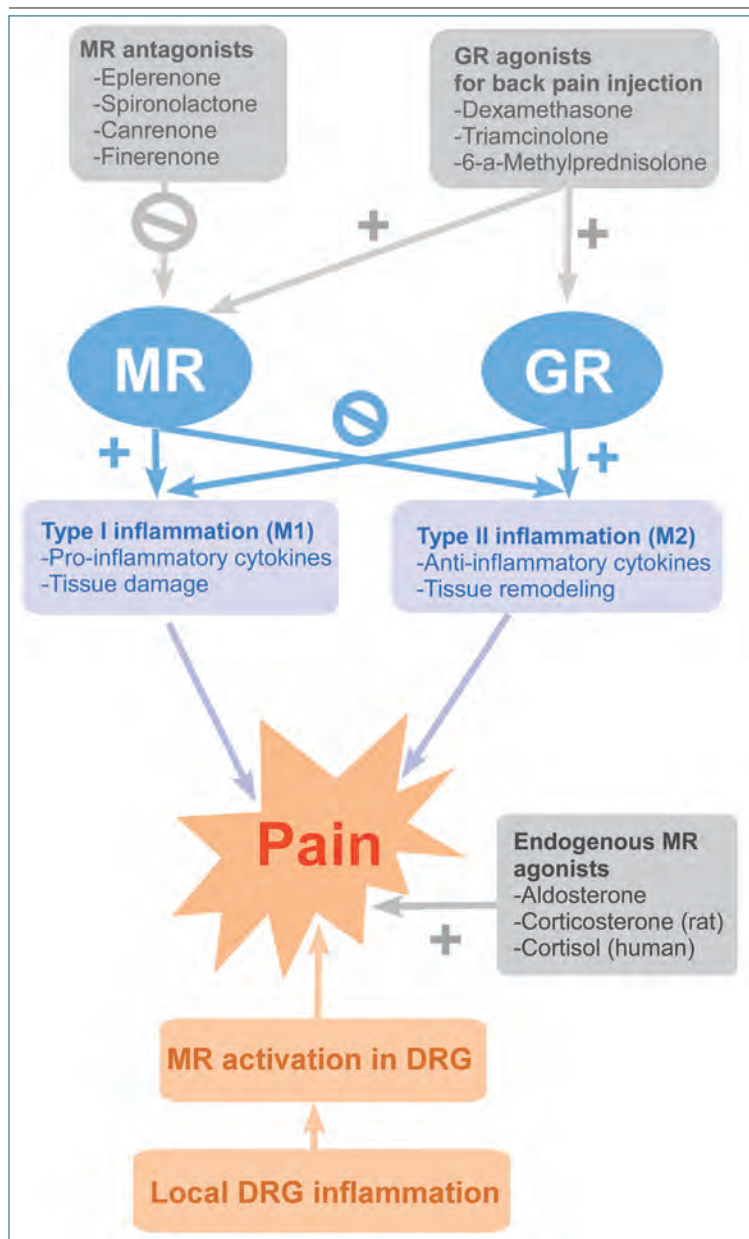 MR antagonists
-Eplerenone
-Spironolactone
-Canrenone
-Finerenone
GR agonists
for back pain injection
-Dexamethasone
-Triamcinolone
-6-a-Methylprednisolone
+
+
MR
GR
+
+
Type I inflammation (M1)
-Pro-inflammatory cytokines
-Tissue damage
Type II inflammation (M2)
-Anti-inflammatory cytokines
-Tissue remodeling
Pain
Endogenous MR
agonists
-Aldosterone
-Corticosterone (rat)
-Cortisol (human)
+
MR activation in DRG
Local DRG inflammation